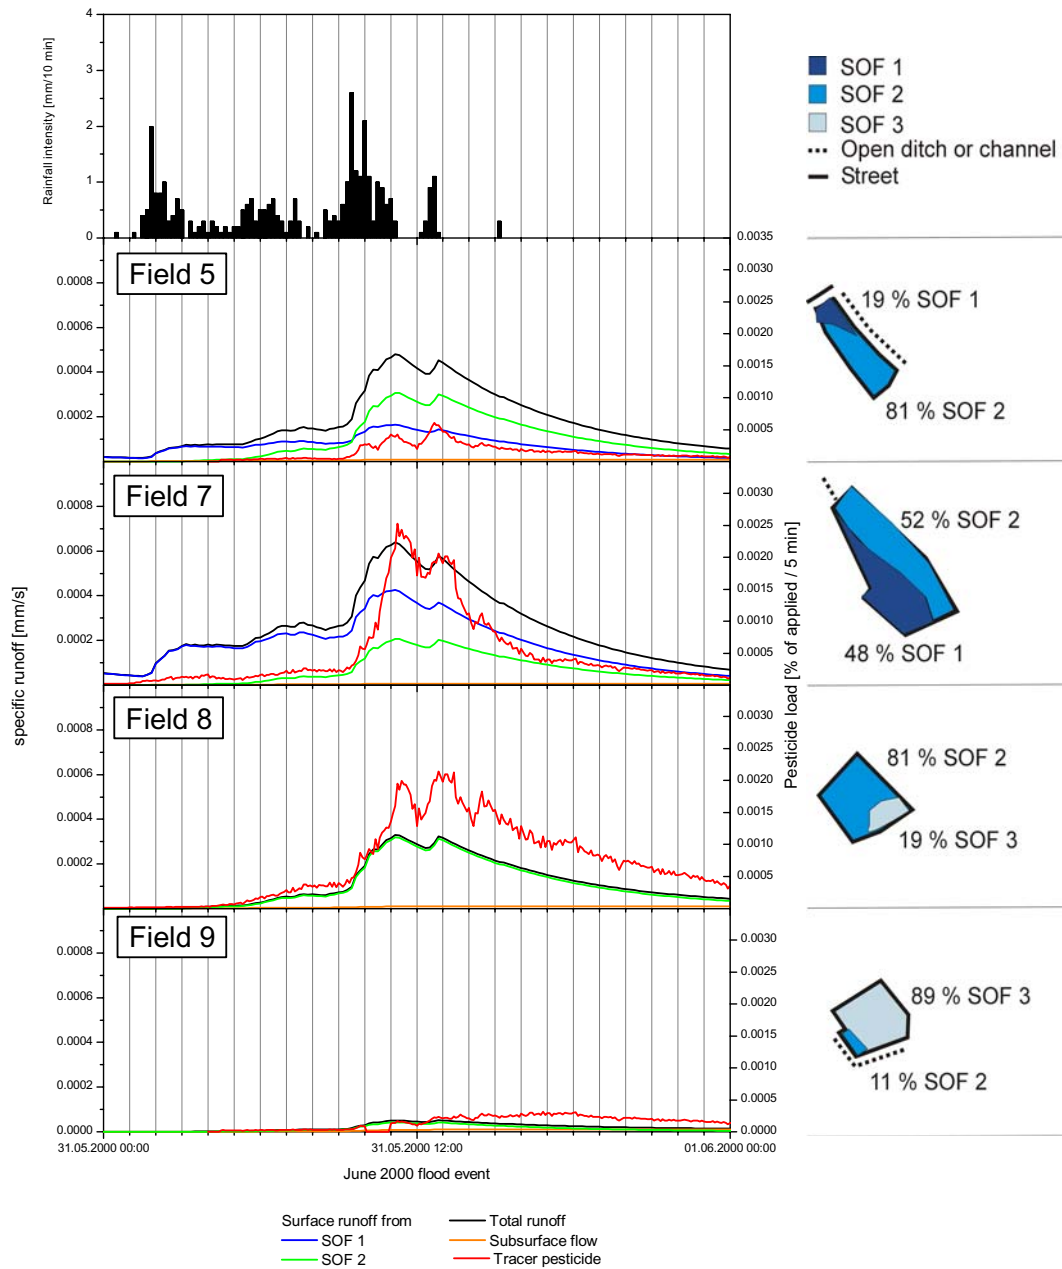 4
3
2
1
0
Rainfall intensity [mm/10 min]
SOF 1
SOF 2
SOF 3
Open ditch or channel
Street
Field 5
0.0008
0.0006
0.0004
0.0002
0.0035
0.0030
0.0025
0.0020
0.0015
0.0010
0.0005
0.0000
19 % SOF 1
81 % SOF 2
Field 7
0.0008
0.0006
0.0004
0.0002
0.0030
0.0025
0.0020
0.0015
0.0010
0.0005
0.0000
52 % SOF 2
48 % SOF 1
specific runoff [mm/s]
Pesticide load [% of applied / 5 min]
Field 8
0.0008
0.0006
0.0004
0.0002
0.0030
0.0025
0.0020
0.0015
0.0010
0.0005
0.0000
81 % SOF 2
19 % SOF 3
Field 9
0.0008
0.0006
0.0004
0.0002
0.0000
0.0030
0.0025
0.0020
0.0015
0.0010
0.0005
0.0000
89 % SOF 3
11 % SOF 2
31.05.2000 00:00
31.05.2000 12:00
01.06.2000 00:00
June 2000 flood event
Surface runoff from
SOF 1
SOF 2
Total runoff
Subsurface flow
Tracer pesticide